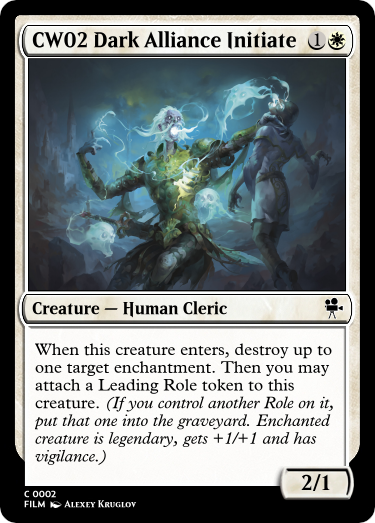 CW02 Dark Alliance Initiate 1
Creature — Human Cleric
When this creature enters, destroy up to
one target enchantment. Then you may
attach a Leading Role token to this
creature. (If you control another Role on it,
put that one into the graveyard. Enchanted
creature is legendary, gets +1/+1 and has
vigilance.)
2/1
C 0002
FILM Alexey Kruglov